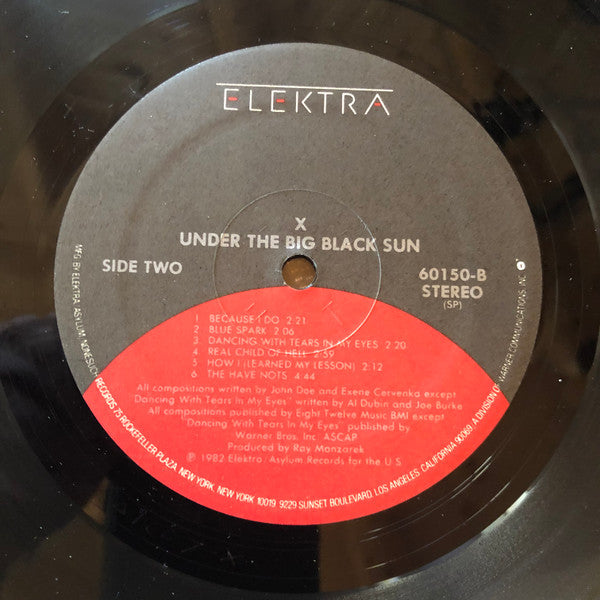 ELEKTRA
X
UNDER THE BIG BLACK SUN
SIDE TWO
60150-B
STEREO
(SP)
1 BECAUSE I DO 2:21
2 BLUE SPARK 2:06
3 DANCING WITH TEARS IN MY EYES 2:20
4 REAL CHILD OF HELL 2:59
5 HOW I (LEARNED MY LESSON) 2:12
6 THE HAVE NOTS 4:44
All compositions written by John Doe and Exene Cervenka except
"Dancing With Tears In My Eyes" written by Al Dubin and Joe Burke
All compositions published by Eight Twelve Music BMI except
"Dancing With Tears In My Eyes" published by
Warner Bros. Inc. ASCAP
Produced by Ray Manzarek
℗ 1982 Elektra Asylum Records for the U.S.
MFG BY ELEKTRA, ASYLUM, NONESUCH RECORDS 75 ROCKEFELLER PLAZA, NEW YORK, NEW YORK 10019, 9229 SUNSET BOULEVARD, LOS ANGELES, CALIFORNIA 90069. A DIVISION OF WARNER COMMUNICATIONS, INC.